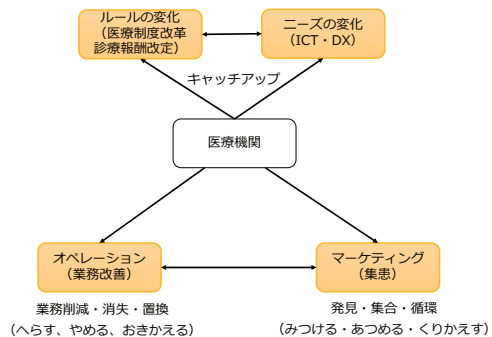 ルールの変化
（医療制度改革
診療報酬改定）
ニーズの変化
（ICT・DX）
キャッチアップ
医療機関
オペレーション
（業務改善）
マーケティング
（集患）
業務削減・消失・置換
（へらす、やめる、おきかえる）
発見・集合・循環
（みつける・あつめる・くりかえす）